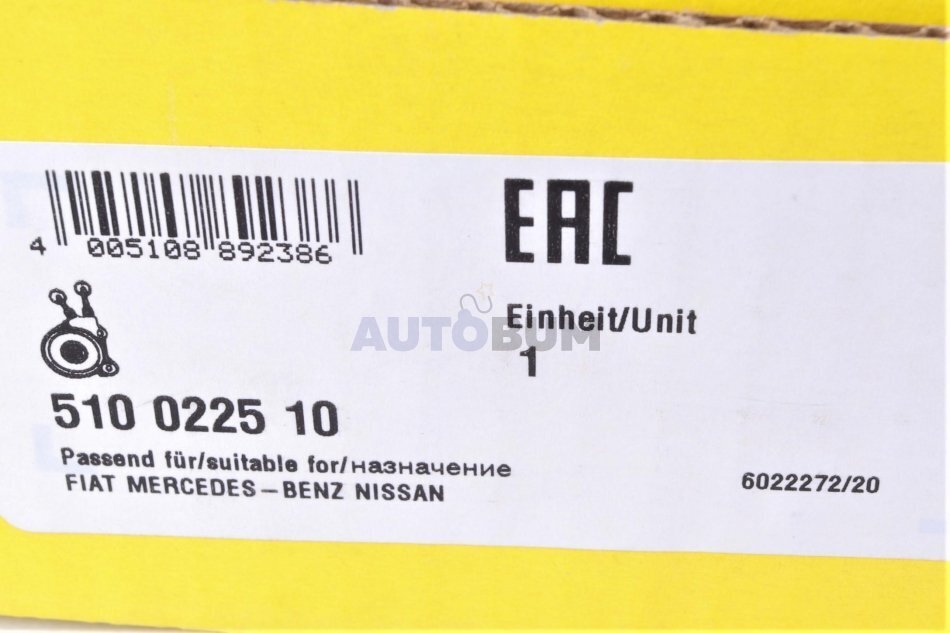 4 005108 892386
EAC
Einheit/Unit
1
AUTOBUM
510 0225 10
Passend für/suitable for/назначение
FIAT MERCEDES-BENZ NISSAN
6022272/20